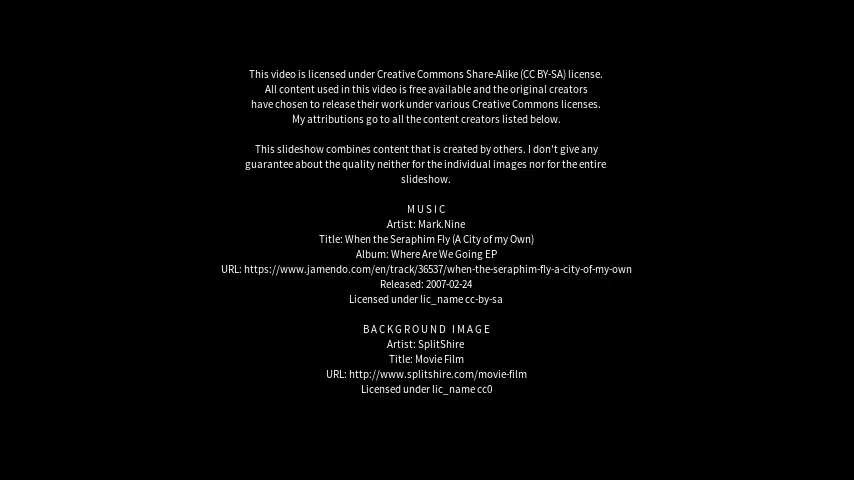 This video is licensed under Creative Commons Share-Alike (CC BY-SA) license.
All content used in this video is free available and the original creators
have chosen to release their work under various Creative Commons licenses.
My attributions go to all the content creators listed below.
This slideshow combines content that is created by others. I don't give any
guarantee about the quality neither for the individual images nor for the entire
slideshow.
MUSIC
Artist: Mark.Nine
Title: When the Seraphim Fly (A City of my Own)
Album: Where Are We Going EP
URL: https://www.jamendo.com/en/track/36537/when-the-seraphim-fly-a-city-of-my-own
Released: 2007-02-24
Licensed under lic_name cc-by-sa
BACKGROUND IMAGE
Artist: SplitShire
Title: Movie Film
URL: http://www.splitshire.com/movie-film
Licensed under lic_name cc0